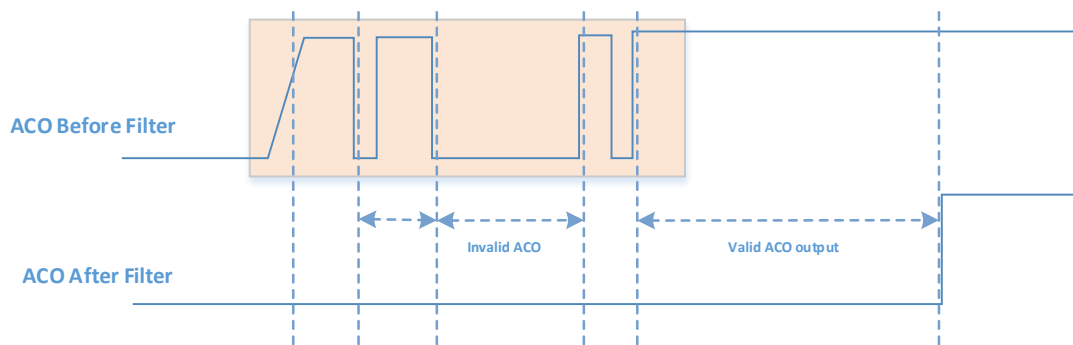 ACO Before Filter
Invalid ACO
Valid ACO output
ACO After Filter